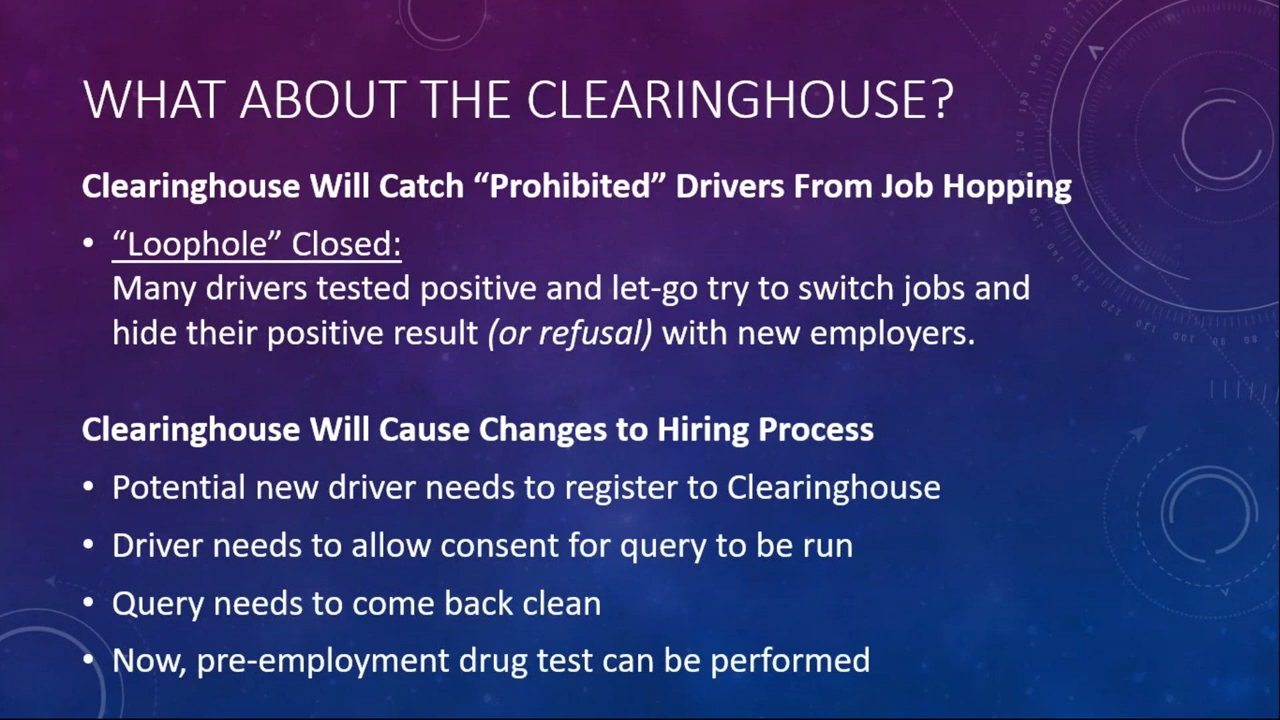 WHAT ABOUT THE CLEARINGHOUSE?
Clearinghouse Will Catch “Prohibited” Drivers From Job Hopping
• “Loophole” Closed:
Many drivers tested positive and let-go try to switch jobs and
hide their positive result (or refusal) with new employers.
Clearinghouse Will Cause Changes to Hiring Process
• Potential new driver needs to register to Clearinghouse
• Driver needs to allow consent for query to be run
• Query needs to come back clean
• Now, pre-employment drug test can be performed